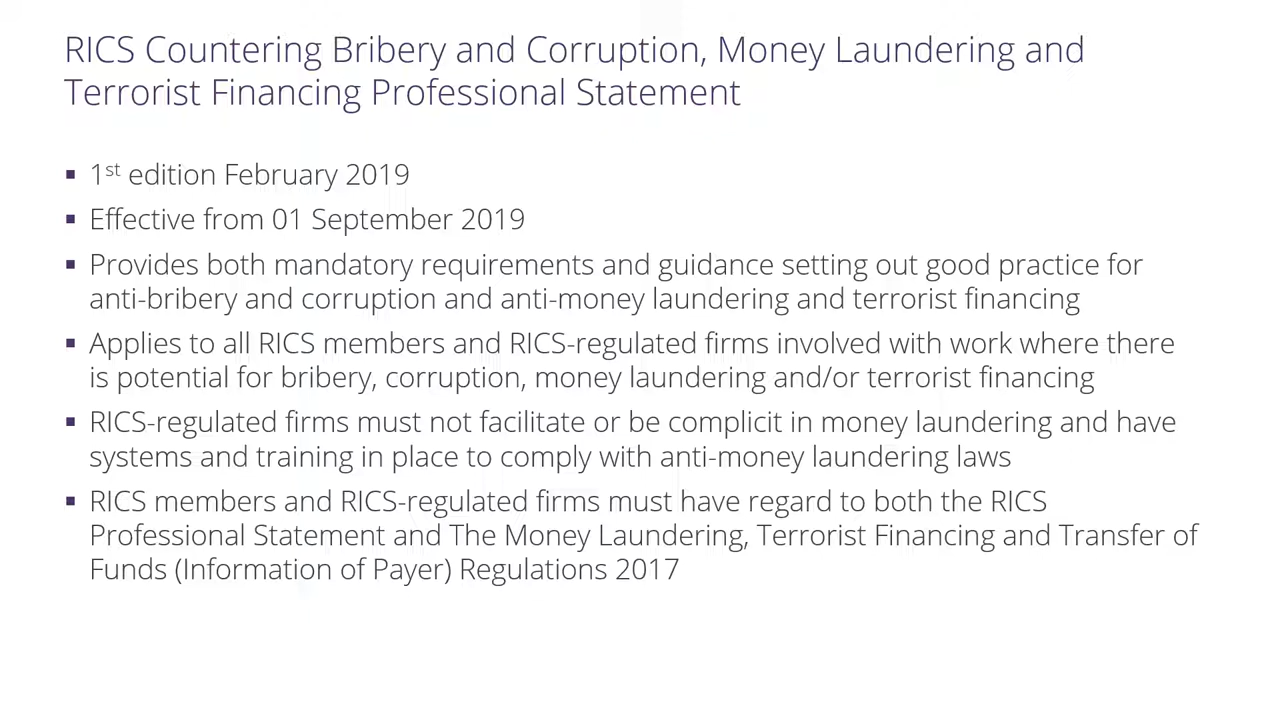 RICS Countering Bribery and Corruption, Money Laundering and
Terrorist Financing Professional Statement
▪ 1st edition February 2019
▪ Effective from 01 September 2019
▪ Provides both mandatory requirements and guidance setting out good practice for
anti-bribery and corruption and anti-money laundering and terrorist financing
▪ Applies to all RICS members and RICS-regulated firms involved with work where there
is potential for bribery, corruption, money laundering and/or terrorist financing
▪ RICS-regulated firms must not facilitate or be complicit in money laundering and have
systems and training in place to comply with anti-money laundering laws
▪ RICS members and RICS-regulated firms must have regard to both the RICS
Professional Statement and The Money Laundering, Terrorist Financing and Transfer of
Funds (Information of Payer) Regulations 2017